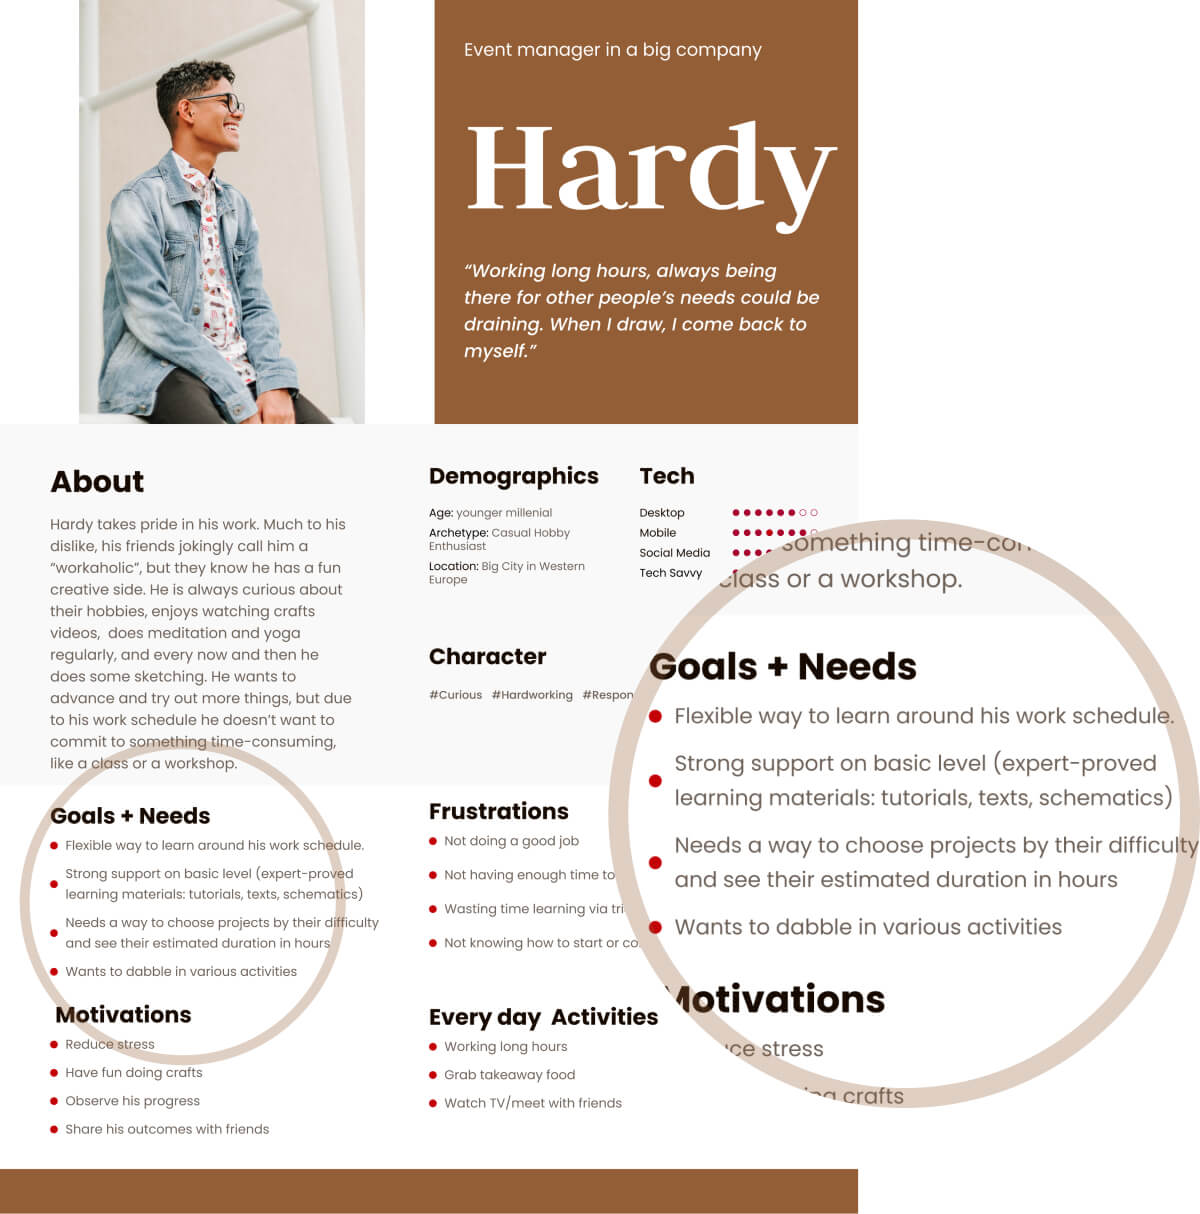 Event manager in a big company
Hardy
“Working long hours, always being
there for other people’s needs could be
draining. When I draw, I come back to
myself.”
About
Hardy takes pride in his work. Much to his
dislike, his friends jokingly call him a
“workaholic”, but they know he has a fun
creative side. He is always curious about
their hobbies, enjoys watching crafts
videos,  does meditation and yoga
regularly, and every now and then he
does some sketching. He wants to
advance and try out more things, but due
to his work schedule he doesn’t want to
commit to something time-consuming,
like a class or a workshop.
Demographics
Age: younger millenial
Archetype: Casual Hobby
Enthusiast
Location: Big City in Western
Europe
Tech
Desktop
Mobile
Social Media
Tech Savvy
Character
#Curious #Hardworking #Respon
Goals + Needs
Flexible way to learn around his work schedule.
Strong support on basic level (expert-proved
learning materials: tutorials, texts, schematics)
Needs a way to choose projects by their difficulty
and see their estimated duration in hours
Wants to dabble in various activities
Motivations
Reduce stress
Have fun doing crafts
Observe his progress
Share his outcomes with friends
Frustrations
Not doing a good job
Not having enough time to
Wasting time learning via tri
Not knowing how to start or co
Every day  Activities
Working long hours
Grab takeaway food
Watch TV/meet with friends
something time-con
class or a workshop.
Goals + Needs
Flexible way to learn around his work schedule.
Strong support on basic level (expert-proved
learning materials: tutorials, texts, schematics)
Needs a way to choose projects by their difficulty
and see their estimated duration in hours
Wants to dabble in various activities
Motivations
uce stress
ing crafts